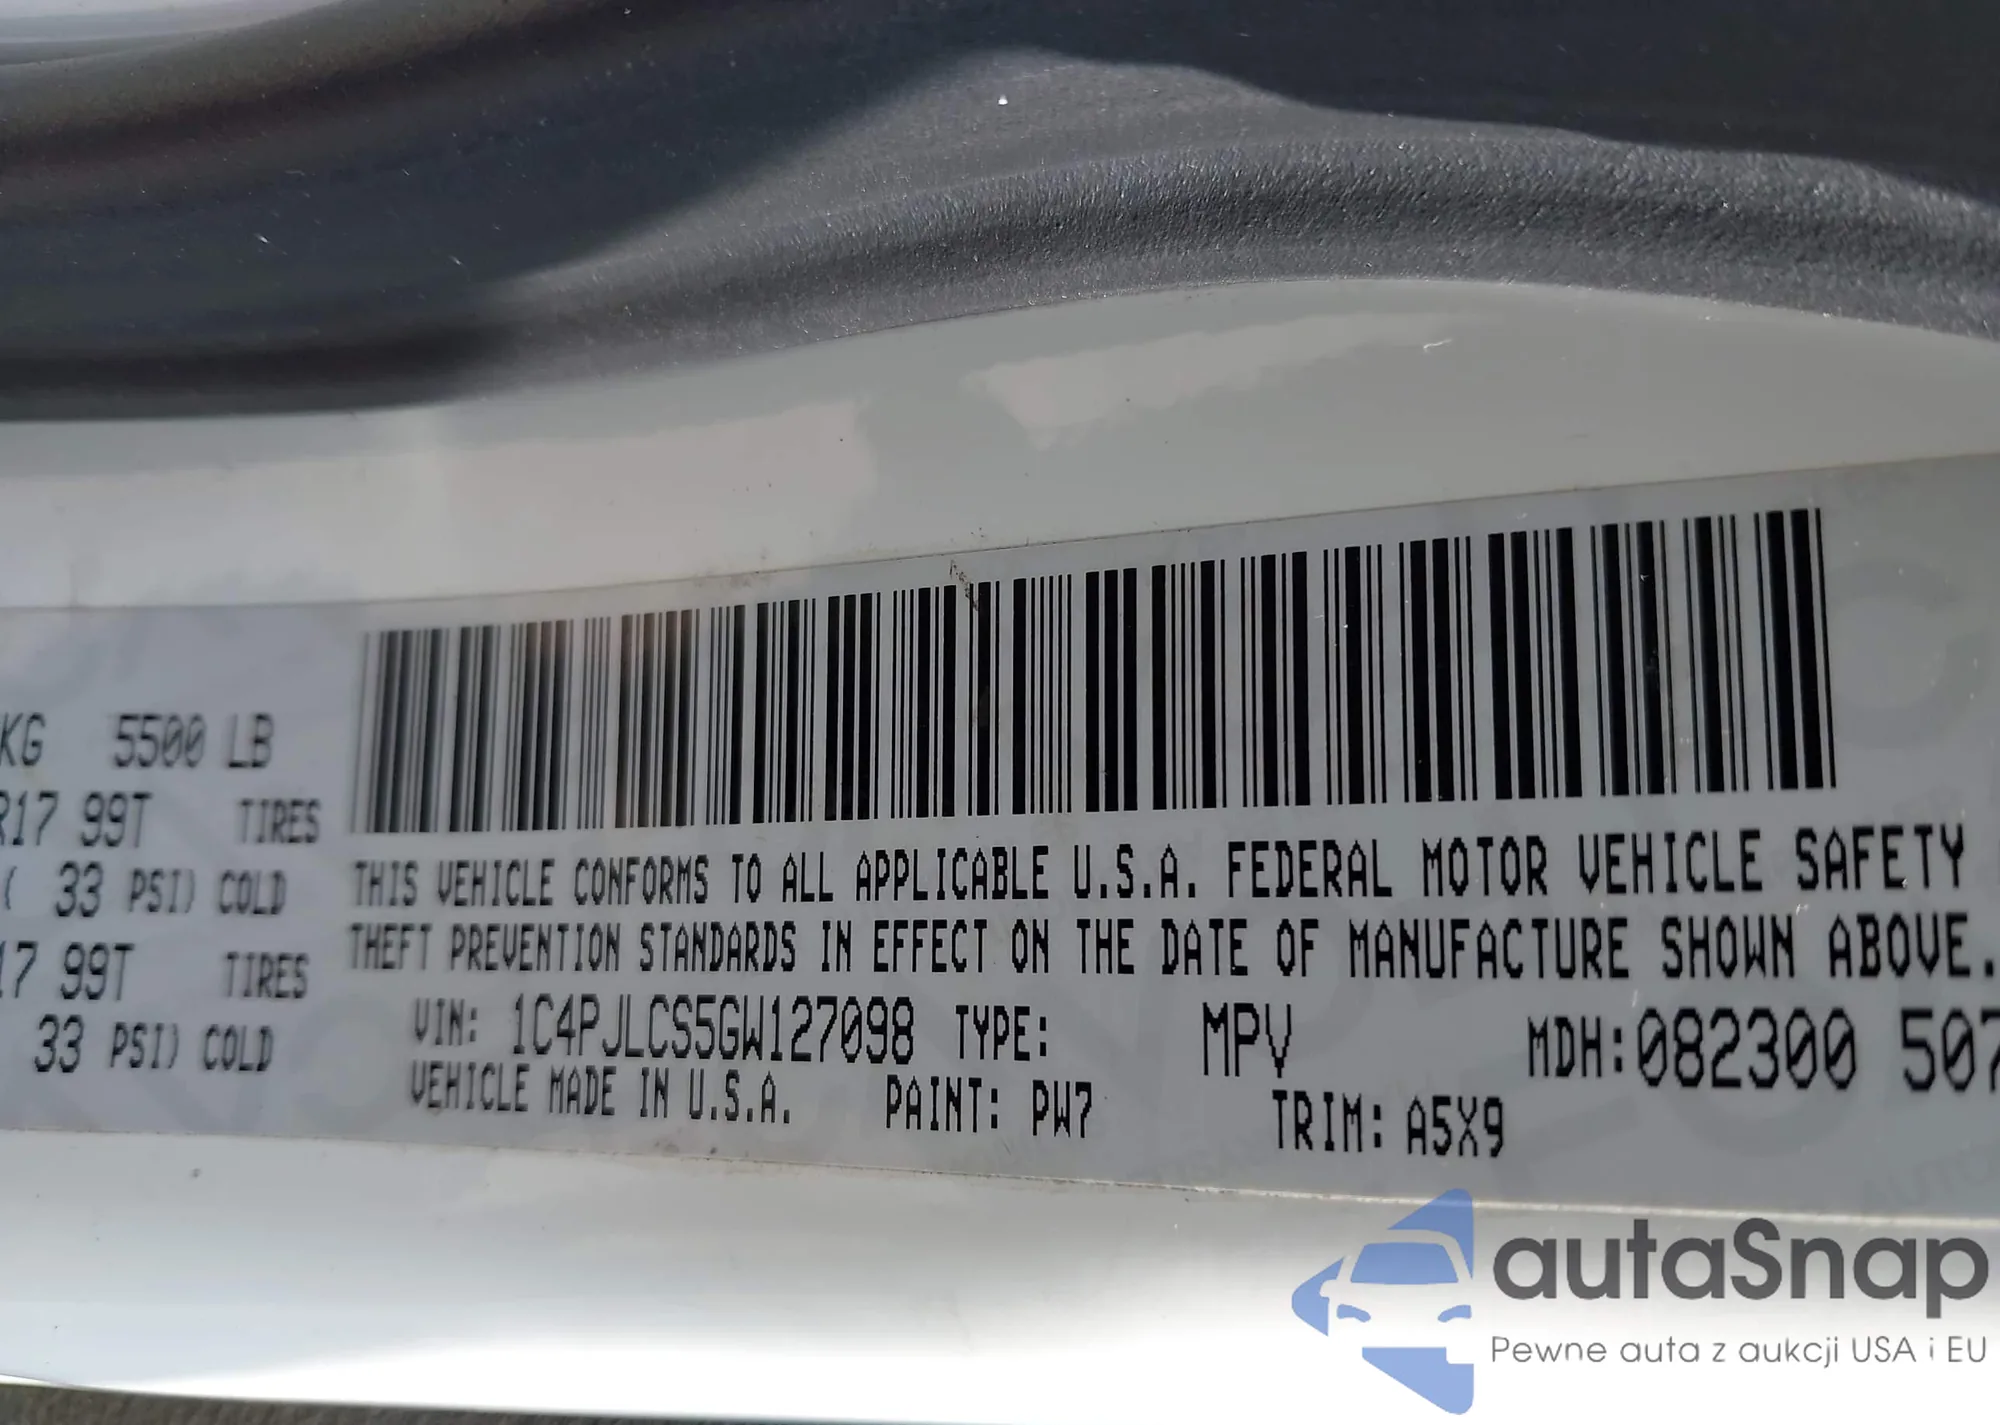 KG 5500 LB
R17 99T TIRES
( 33 PSI) COLD
17 99T TIRES
33 PSI) COLD
THIS VEHICLE CONFORMS TO ALL APPLICABLE U.S.A. FEDERAL MOTOR VEHICLE SAFETY
THEFT PREVENTION STANDARDS IN EFFECT ON THE DATE OF MANUFACTURE SHOWN ABOVE.
VIN: 1C4PJLCS5GW127098 TYPE: MPV MDH:082300 507
VEHICLE MADE IN U.S.A. PAINT: PW7 TRIM: A5X9
autaSnap
Pewne auta z aukcji USA i EU